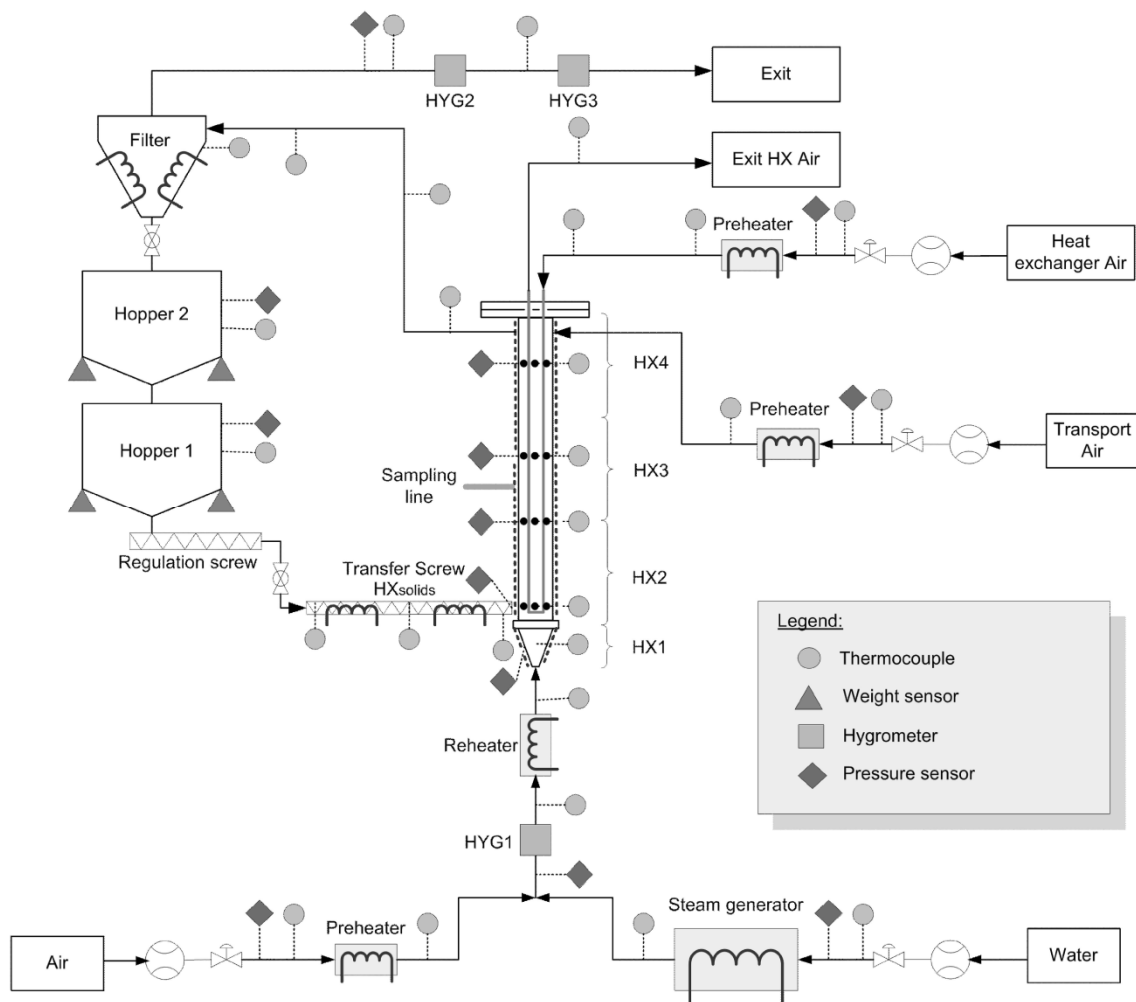 Exit
HYG2
HYG3
Filter
Exit HX Air
Preheater
Heat
exchanger Air
Hopper 2
HX4
Preheater
Transport
Air
Hopper 1
HX3
Sampling
line
Regulation screw
Transfer Screw
HXsolids
HX2
HX1
Legend:
Thermocouple
Weight sensor
Hygrometer
Pressure sensor
Reheater
HYG1
Steam generator
Preheater
Air
Water